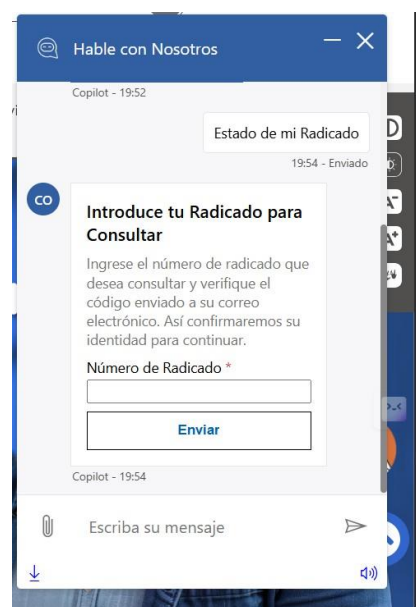 Hable con Nosotros
Copilot - 19:52
Estado de mi Radicado
19:54 - Enviado
CO
Introduce tu Radicado para
Consultar
Ingrese el número de radicado que
desea consultar y verifique el
código enviado a su correo
electrónico. Así confirmaremos su
identidad para continuar.
Número de Radicado *
Enviar
Copilot - 19:54
Escriba su mensaje